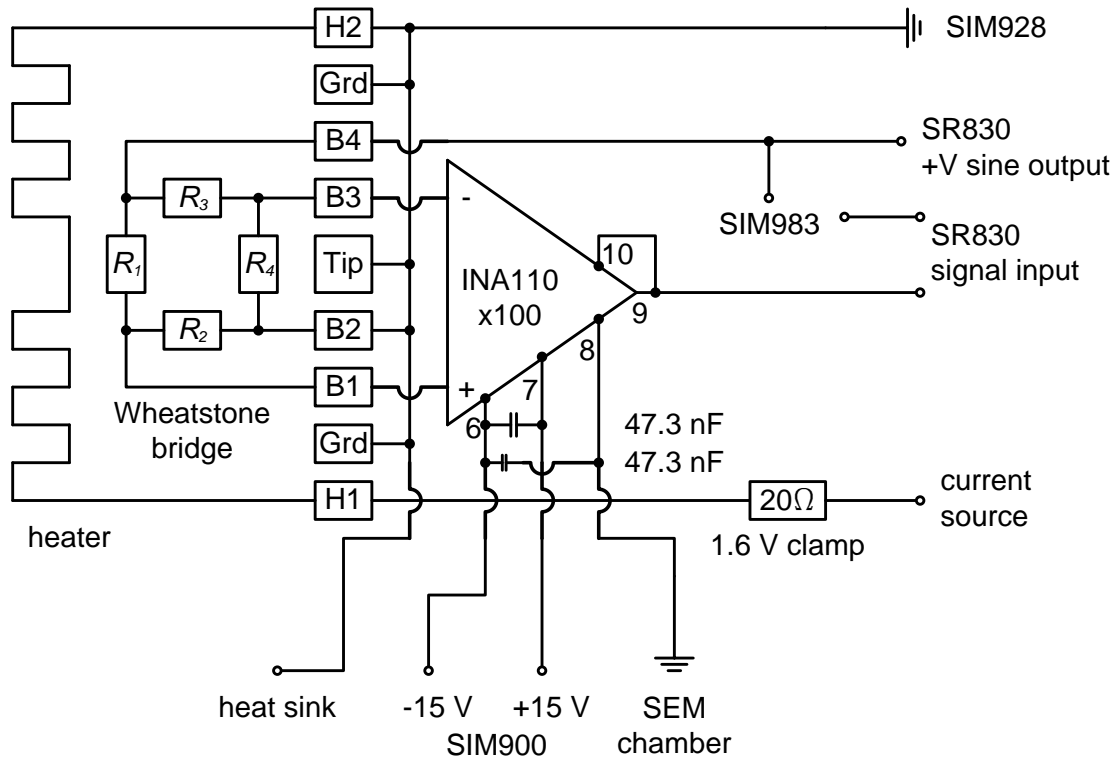 H2
SIM928
Grd
B4
SR830
+V sine output
R3
B3
-
SIM983
SR830
signal input
10
R1
R4
Tip
INA110
x100
9
R2
B2
8
7
B1
+
6
Wheatstone
bridge
Grd
47.3 nF
47.3 nF
H1
20Ω
current
source
heater
1.6 V clamp
heat sink
-15 V
+15 V
SIM900
SEM
chamber